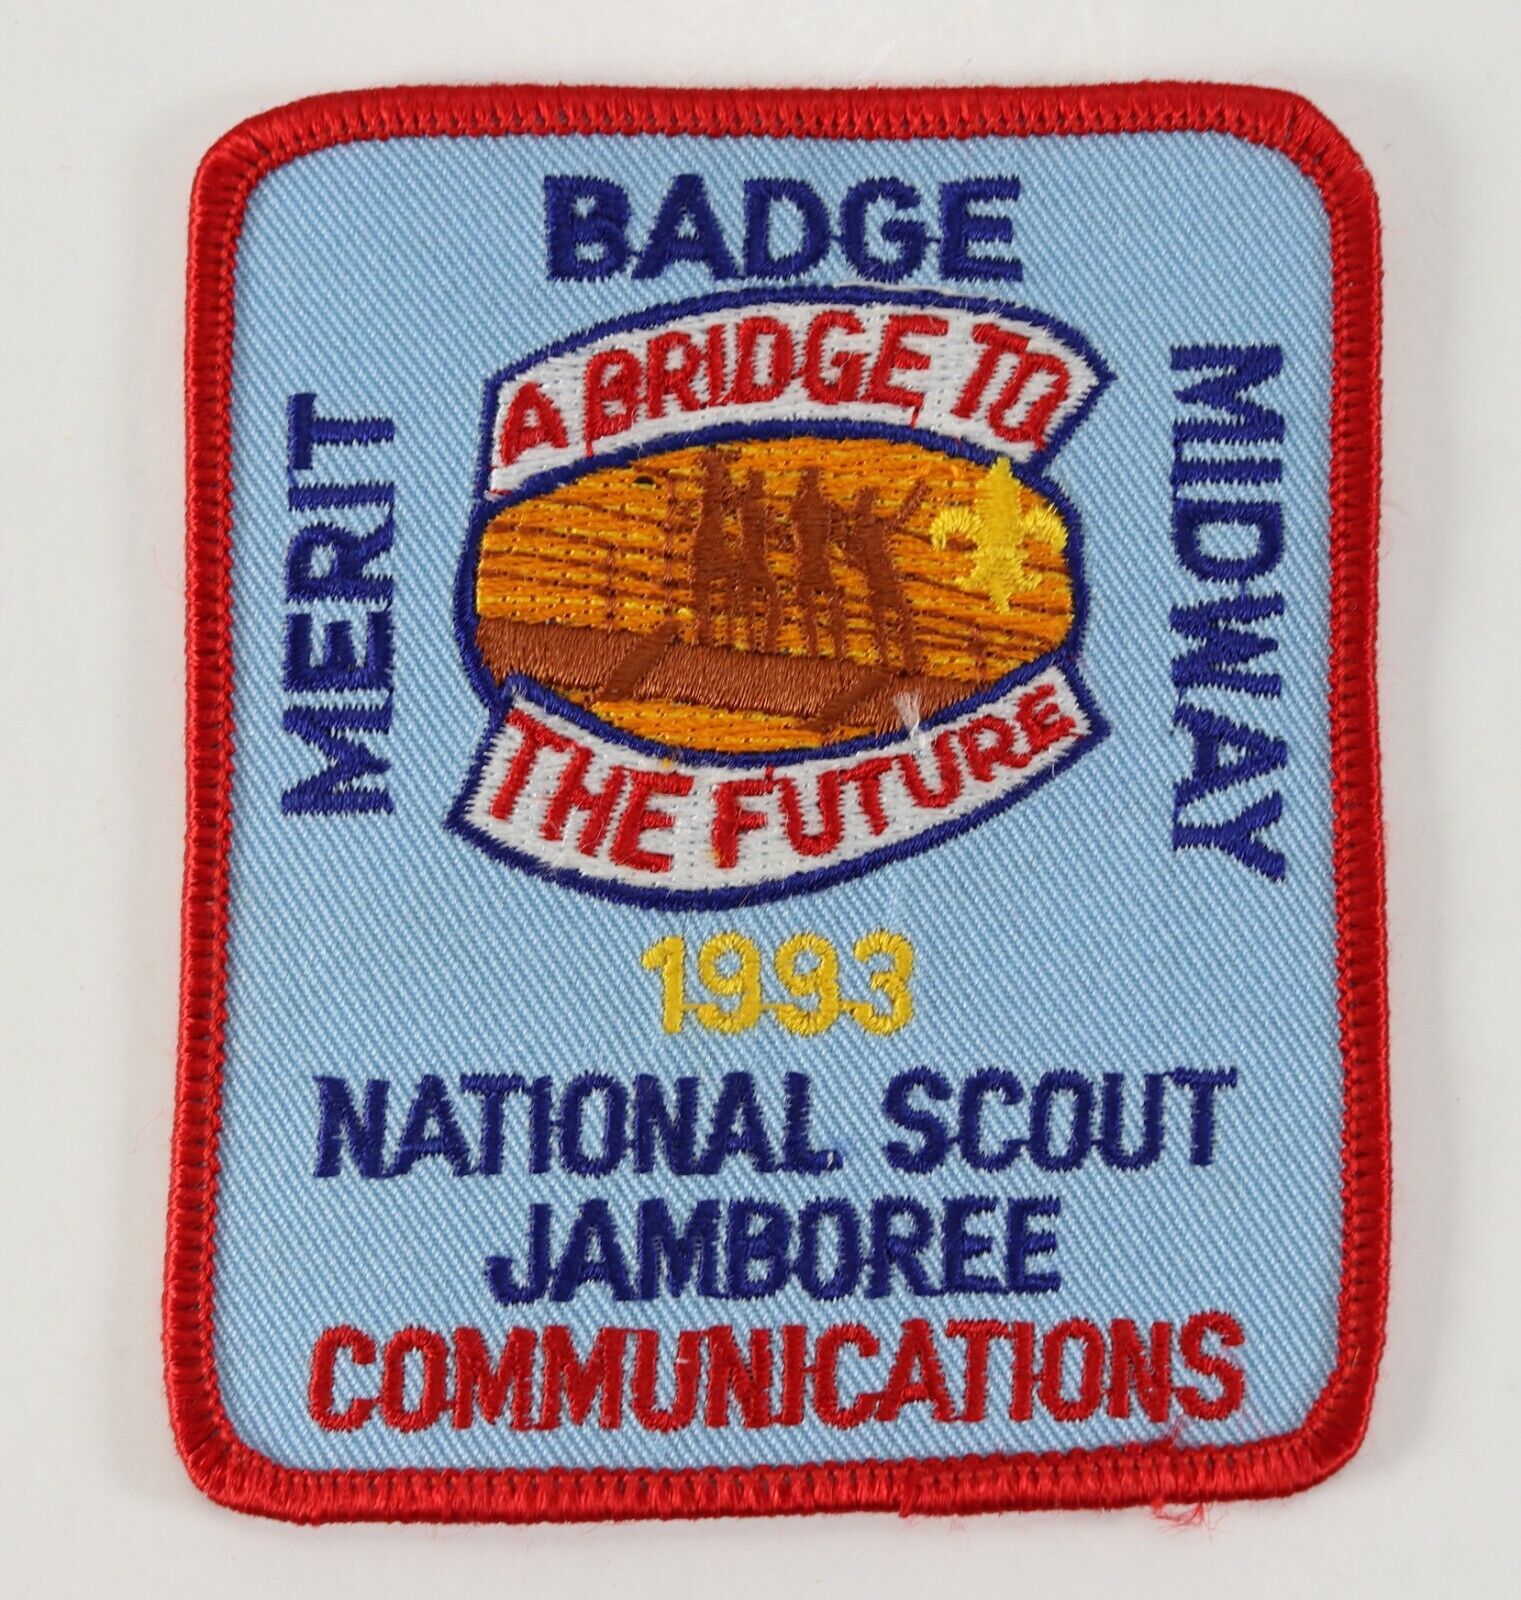 MERIT
BADGE
MIDWAY
A BRIDGE TO
THE FUTURE
1993
NATIONAL SCOUT
JAMBOREE
COMMUNICATIONS